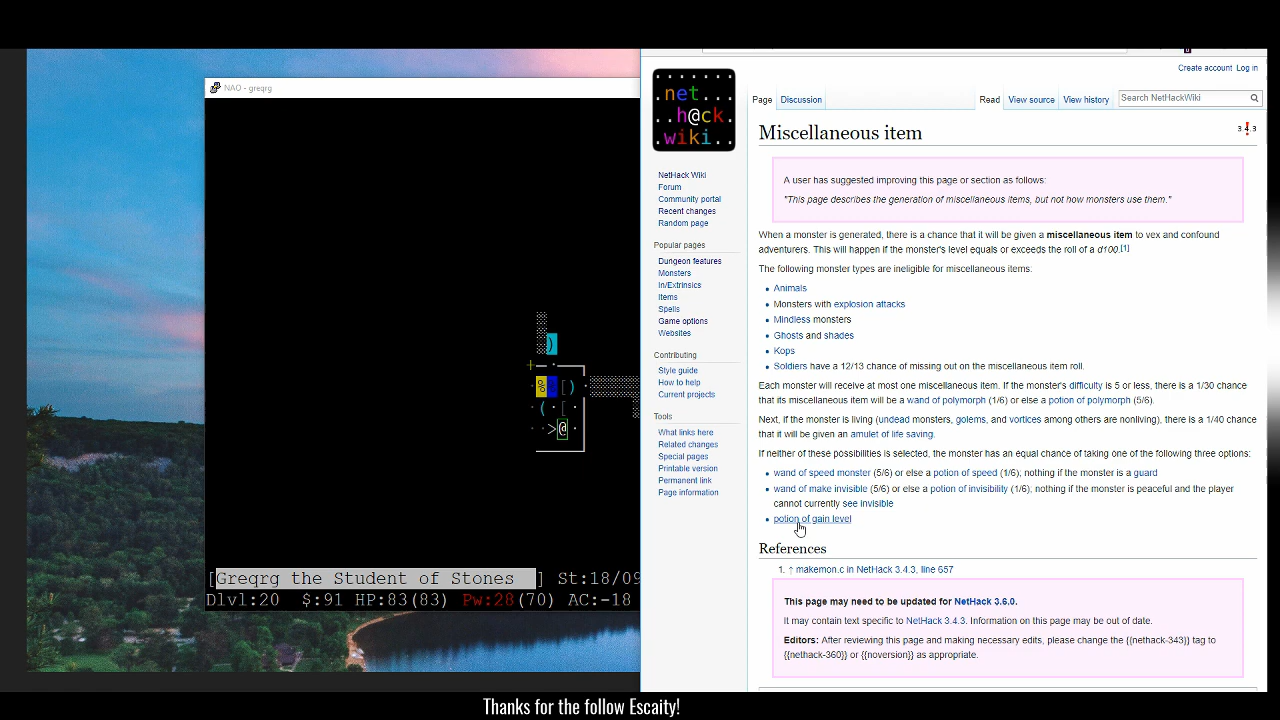 NAO - greqrg
+
)
[ )
( [
>@
[Greqrg the Student of Stones ] St:18/09
Dlvl:20 $:91 HP:83(83) Pw:28(70) AC:-18
.net...
..h@ck
.wiki..
Create account Log in
Page Discussion Read View source View history Search NetHackWiki
Miscellaneous item
3.4.3
NetHack Wiki
Forum
Community portal
Recent changes
Random page
Popular pages
Dungeon features
Monsters
In/Extrinsics
Items
Spells
Game options
Websites
Contributing
Style guide
How to help
Current projects
Tools
What links here
Related changes
Special pages
Printable version
Permanent link
Page information
A user has suggested improving this page or section as follows:
"This page describes the generation of miscellaneous items, but not how monsters use them."
When a monster is generated, there is a chance that it will be given a miscellaneous item to vex and confound
adventurers. This will happen if the monster's level equals or exceeds the roll of a d100.[1]
The following monster types are ineligible for miscellaneous items:
• Animals
• Monsters with explosion attacks
• Mindless monsters
• Ghosts and shades
• Kops
• Soldiers have a 12/13 chance of missing out on the miscellaneous item roll.
Each monster will receive at most one miscellaneous item. If the monster's difficulty is 5 or less, there is a 1/30 chance
that its miscellaneous item will be a wand of polymorph (1/6) or else a potion of polymorph (5/6).
Next, if the monster is living (undead monsters, golems, and vortices among others are nonliving), there is a 1/40 chance
that it will be given an amulet of life saving.
If neither of these possibilities is selected, the monster has an equal chance of taking one of the following three options:
• wand of speed monster (5/6) or else a potion of speed (1/6); nothing if the monster is a guard
• wand of make invisible (5/6) or else a potion of invisibility (1/6); nothing if the monster is peaceful and the player
cannot currently see invisible
• potion of gain level
References
1. ↑ makemon.c in NetHack 3.4.3, line 657
This page may need to be updated for NetHack 3.6.0.
It may contain text specific to NetHack 3.4.3. Information on this page may be out of date.
Editors: After reviewing this page and making necessary edits, please change the {{nethack-343}} tag to
{{nethack-360}} or {{noversion}} as appropriate.
Thanks for the follow Escaity!